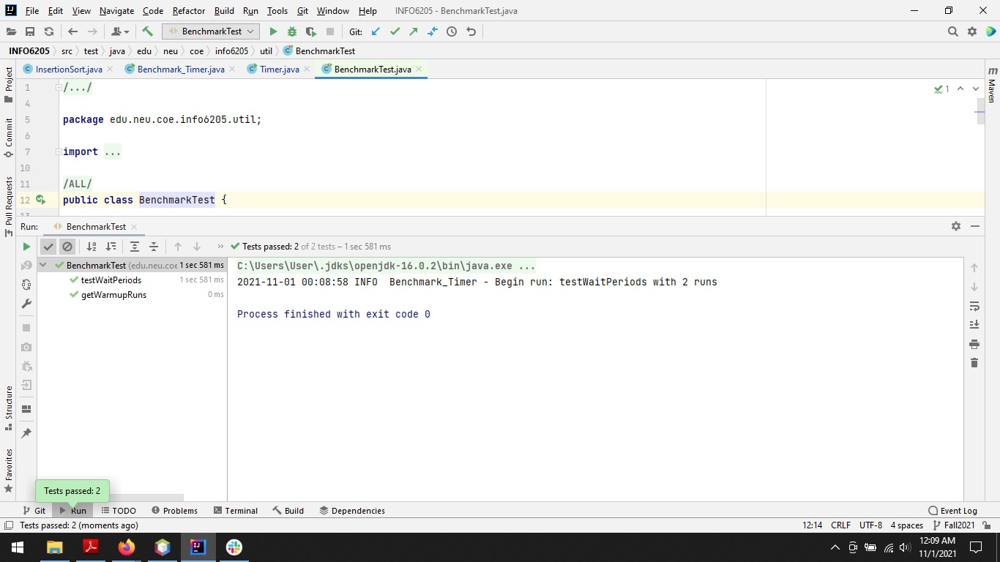 File Edit View Navigate Code Refactor Build Run Tools Git Window Help INFO6205 - BenchmarkTest.java
BenchmarkTest Git:
INFO6205 src test java edu neu coe info6205 util BenchmarkTest
InsertionSort.java Benchmark_Timer.java Timer.java BenchmarkTest.java
Project
Commit
Pull Requests
Structure
Favorites
m Maven
1 /.../ 1
4
5 package edu.neu.coe.info6205.util;
6
7 import ...
10
11 /ALL/
12 public class BenchmarkTest {
13
Run: BenchmarkTest
Tests passed: 2 of 2 tests – 1 sec 581 ms
BenchmarkTest (edu.neu.coe 1 sec 581 ms
testWaitPeriods 1 sec 581 ms
getWarmupRuns 0 ms
C:\Users\User\.jdks\openjdk-16.0.2\bin\java.exe ...
2021-11-01 00:08:58 INFO  Benchmark_Timer - Begin run: testWaitPeriods with 2 runs
Process finished with exit code 0
Tests passed: 2
Git Run TODO Problems Terminal Build Dependencies Event Log
Tests passed: 2 (moments ago) 12:14 CRLF UTF-8 4 spaces Fall2021
12:09 AM
11/1/2021